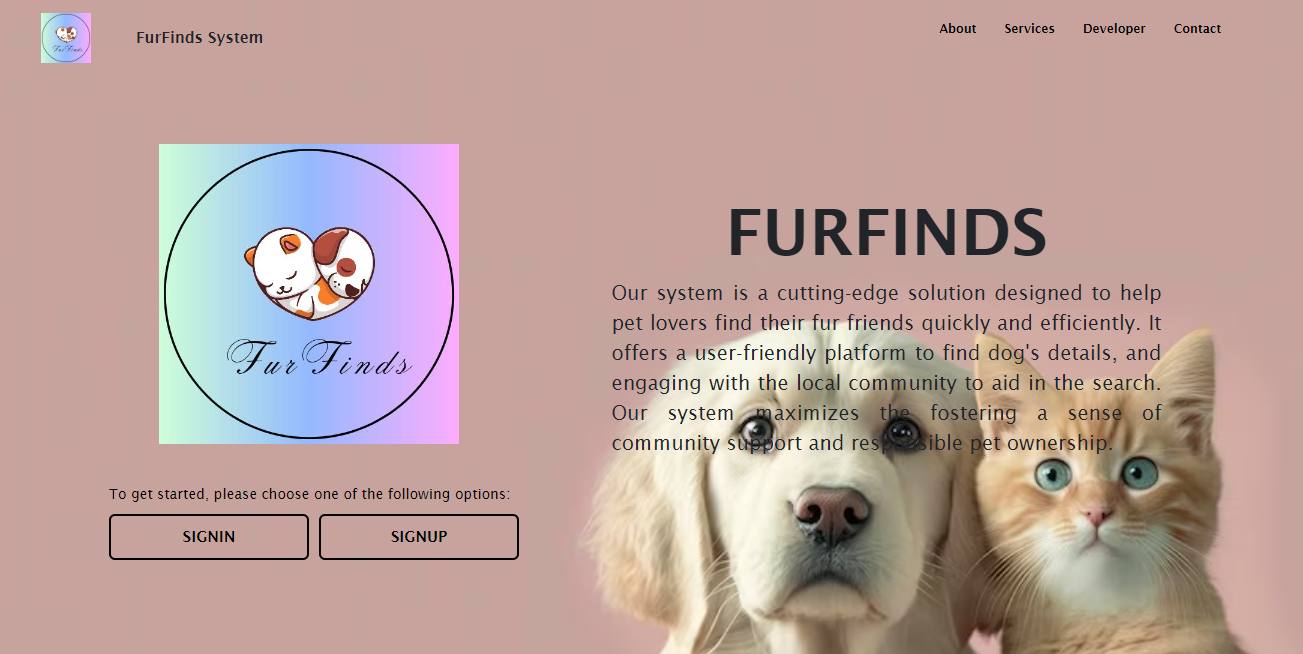 FurFinds
FurFinds System
About
Services
Developer
Contact
FurFinds
To get started, please choose one of the following options:
SIGNIN
SIGNUP
FURFINDS
Our system is a cutting-edge solution designed to help
pet lovers find their fur friends quickly and efficiently. It
offers a user-friendly platform to find dog's details, and
engaging with the local community to aid in the search.
Our system maximizes the fostering a sense of
community support and responsible pet ownership.